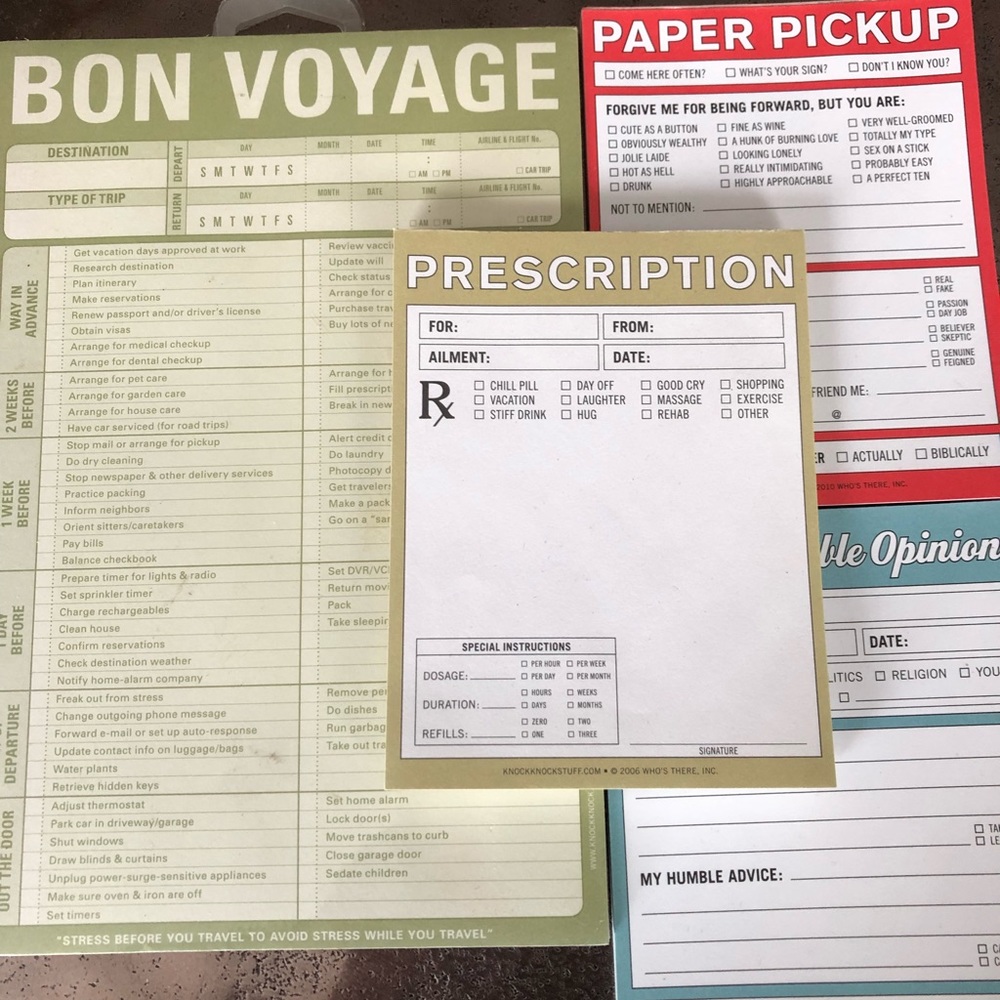 BON VOYAGE
DESTINATION
TYPE OF TRIP
DEPART
DAY MONTH DATE TIME AIRLINE & FLIGHT No.
S M T W T F S : AM PM CAR TRIP
RETURN
DAY MONTH DATE TIME AIRLINE & FLIGHT No.
S M T W T F S : AM PM CAR TRIP
WAY IN
ADVANCE
Get vacation days approved at work
Research destination
Plan itinerary
Make reservations
Renew passport and/or driver's license
Obtain visas
Arrange for medical checkup
Arrange for dental checkup
Review
Update will
Check status
Arrange for
Purchase
Buy lots of
2 WEEKS
BEFORE
Arrange for pet care
Arrange for garden care
Arrange for house care
Have car serviced (for road trips)
Arrange for
Fill
Break in new
1 WEEK
BEFORE
Stop mail or arrange for pickup
Do dry cleaning
Stop newspaper & other delivery services
Practice packing
Inform neighbors
Orient sitters/caretakers
Pay bills
Balance checkbook
Alert credit
Do laundry
Photocopy
Get
Make a
Go on a
DAY
BEFORE
Prepare timer for lights & radio
Set sprinkler timer
Charge rechargeables
Clean house
Confirm reservations
Check destination weather
Notify home-alarm company
Set
Return
Pack
Take
DEPARTURE
Freak out from stress
Change outgoing phone message
Forward e-mail or set up auto-response
Update contact info on luggage/bags
Water plants
Retrieve hidden keys
Remove
Do dishes
Run
Take out
OUT THE DOOR
Adjust thermostat
Park car in driveway/garage
Shut windows
Draw blinds & curtains
Unplug power-surge-sensitive appliances
Make sure oven & iron are off
Set timers
Set home alarm
Lock door(s)
Move trashcans to curb
Close garage door
Sedate children
"STRESS BEFORE YOU TRAVEL TO AVOID STRESS WHILE YOU TRAVEL"
PRESCRIPTION
FOR: FROM:
AILMENT: DATE:
Rx
CHILL PILL DAY OFF GOOD CRY SHOPPING
VACATION LAUGHTER MASSAGE EXERCISE
STIFF DRINK HUG REHAB OTHER
SPECIAL INSTRUCTIONS
PER HOUR PER WEEK
DOSAGE: PER DAY PER MONTH
HOURS WEEKS
DURATION: DAYS MONTHS
ZERO TWO
REFILLS: ONE THREE
SIGNATURE
KNOCKKNOCKSTUFF.COM • © 2006 WHO'S THERE, INC.
PAPER PICKUP
COME HERE OFTEN? WHAT'S YOUR SIGN? DON'T I KNOW YOU?
FORGIVE ME FOR BEING FORWARD, BUT YOU ARE:
CUTE AS A BUTTON FINE AS WINE VERY WELL-GROOMED
OBVIOUSLY WEALTHY A HUNK OF BURNING LOVE TOTALLY MY TYPE
JOLIE LAIDE LOOKING LONELY SEX ON A STICK
HOT AS HELL REALLY INTIMIDATING PROBABLY EASY
DRUNK HIGHLY APPROACHABLE A PERFECT TEN
NOT TO MENTION:
REAL
FAKE
PASSION
DAY JOB
BELIEVER
SKEPTIC
GENUINE
FEIGNED
FRIEND ME:
@
ER ACTUALLY BIBLICALLY
2010 WHO'S THERE, INC.
ble Opinion
DATE:
LITICS RELIGION YOU
MY HUMBLE ADVICE: